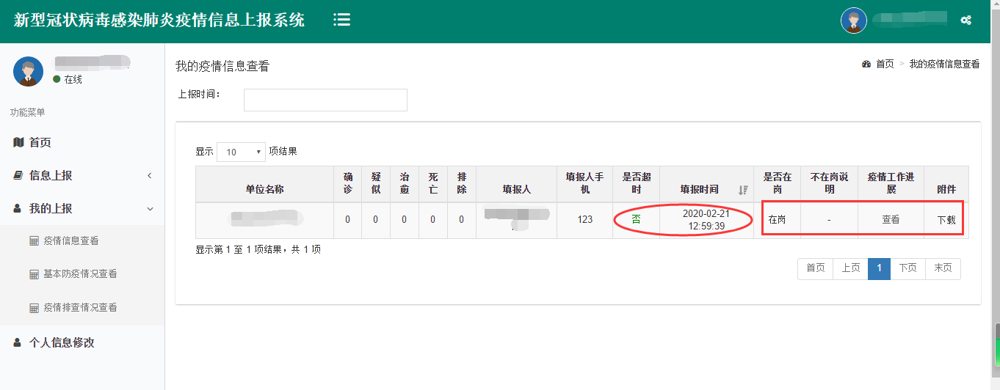 新型冠状病毒感染肺炎疫情信息上报系统
在线
功能菜单
首页
信息上报
我的上报
疫情信息查看
基本防疫情况查看
疫情排查情况查看
个人信息修改
我的疫情信息查看
首页 > 我的疫情信息查看
上报时间：
显示 10 项结果
单位名称 确诊 疑似 治愈 死亡 排除 填报人 填报人手机 是否超时 填报时间 是否在岗 不在岗说明 疫情工作进展 附件
0 0 0 0 0 123 否 2020-02-21 12:59:39 在岗 - 查看 下载
显示第 1 至 1 项结果，共 1 项
首页 上页 1 下页 末页